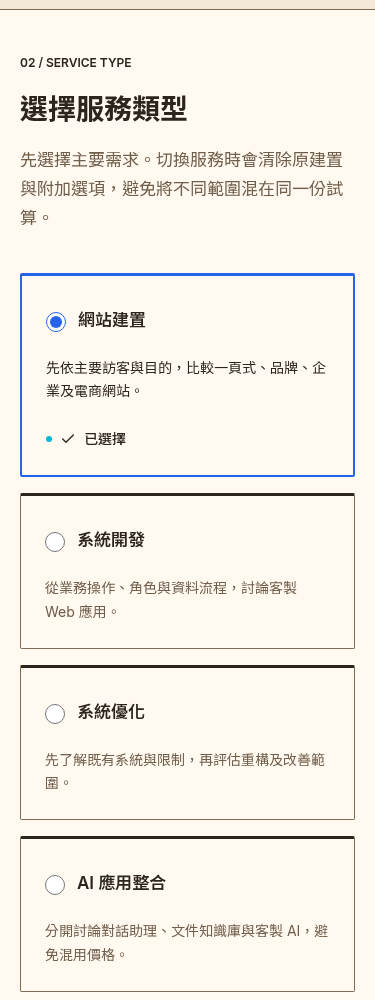 02 / SERVICE TYPE
選擇服務類型
先選擇主要需求。切換服務時會清除原建置
與附加選項，避免將不同範圍混在同一份試
算。
網站建置
先依主要訪客與目的，比較一頁式、品牌、企
業及電商網站。
已選擇
系統開發
從業務操作、角色與資料流程，討論客製
Web 應用。
系統優化
先了解既有系統與限制，再評估重構及改善範
圍。
AI 應用整合
分開討論對話助理、文件知識庫與客製 AI，避
免混用價格。